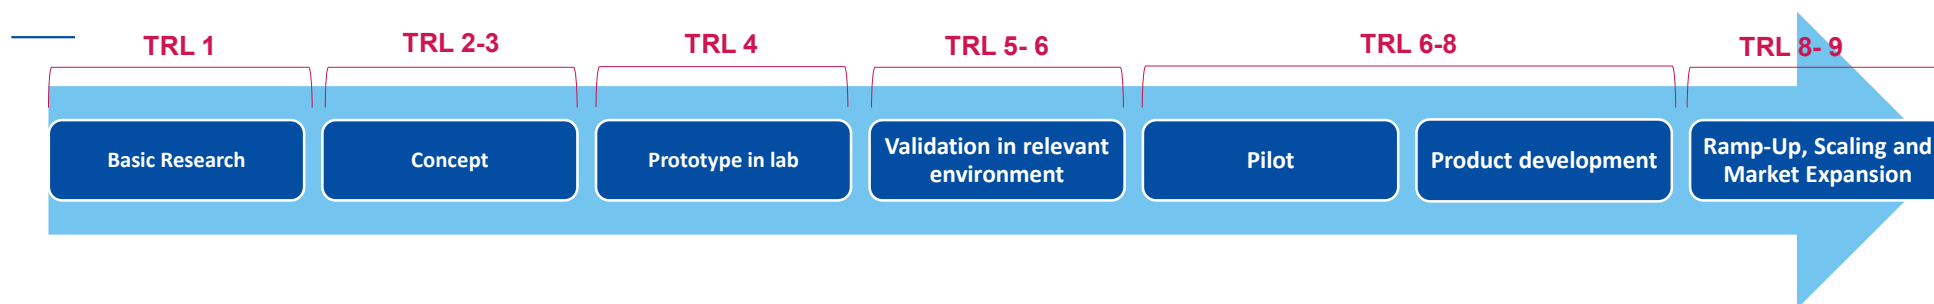 TRL 1
TRL 2-3
TRL 4
TRL 5- 6
TRL 6-8
TRL 8- 9
Basic Research
Concept
Prototype in lab
Validation in relevant
environment
Pilot
Product development
Ramp-Up, Scaling and
Market Expansion